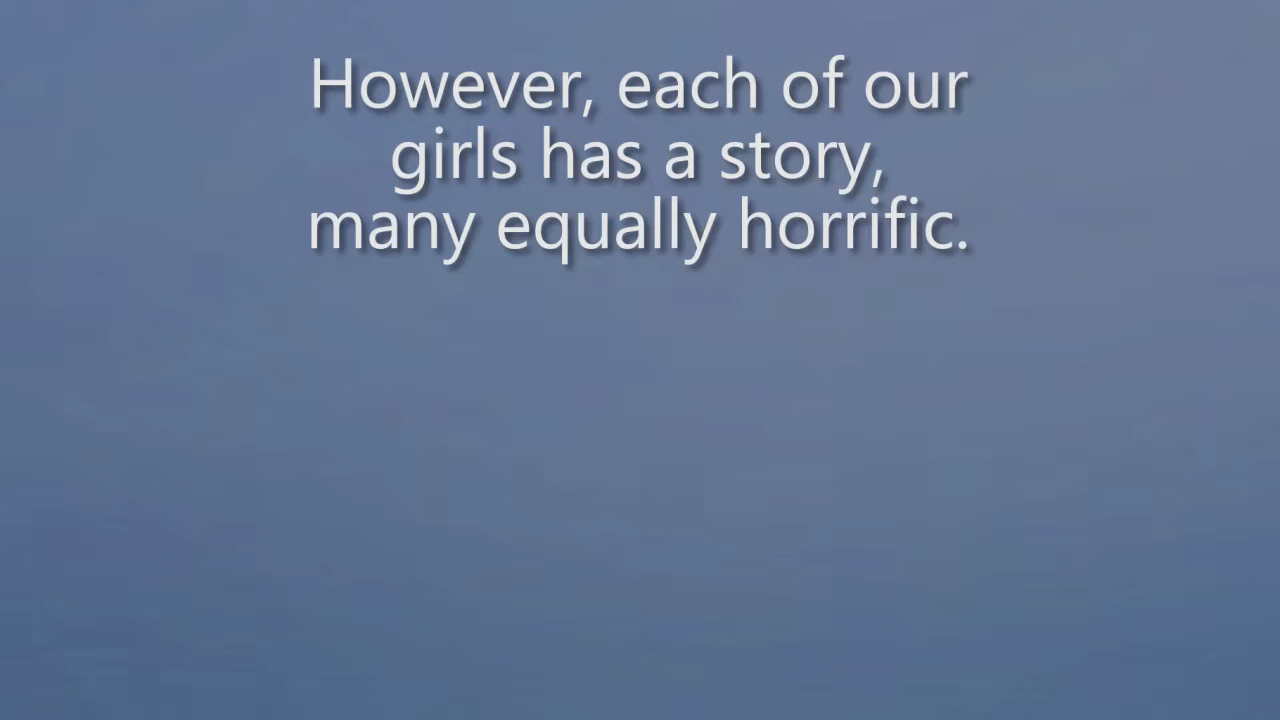 However, each of our
girls has a story,
many equally horrific.